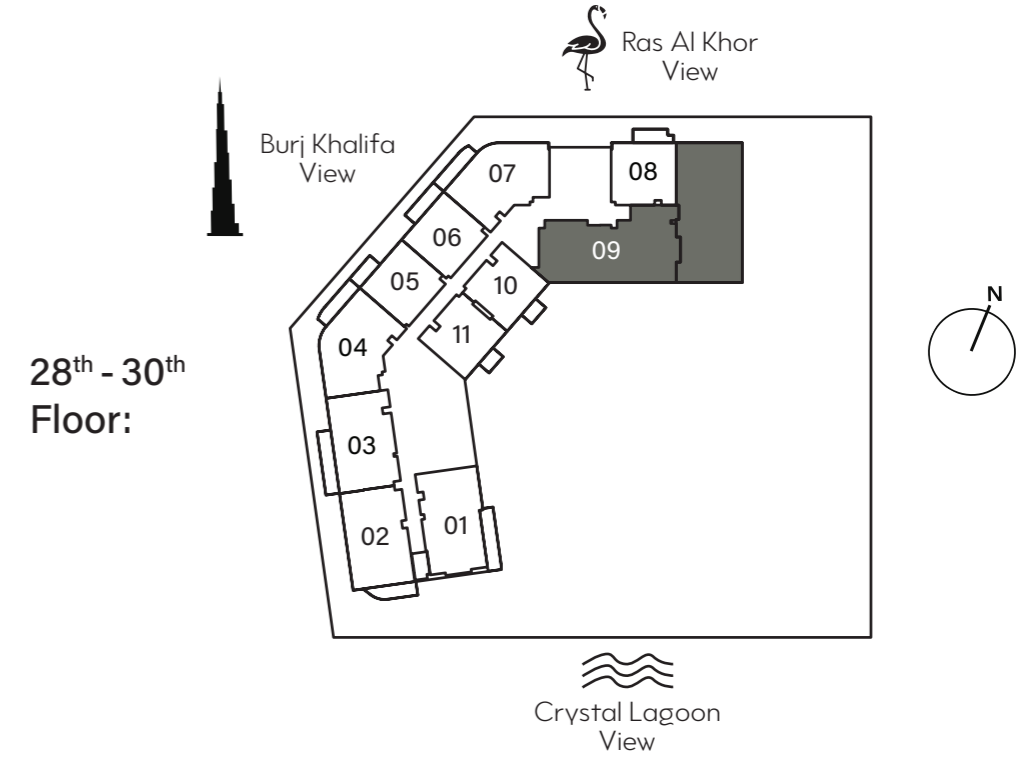 Ras Al Khor
View
Burj Khalifa
View
07
08
06
09
05
10
04
11
N
28th - 30th
Floor:
03
02
01
Crystal Lagoon
View